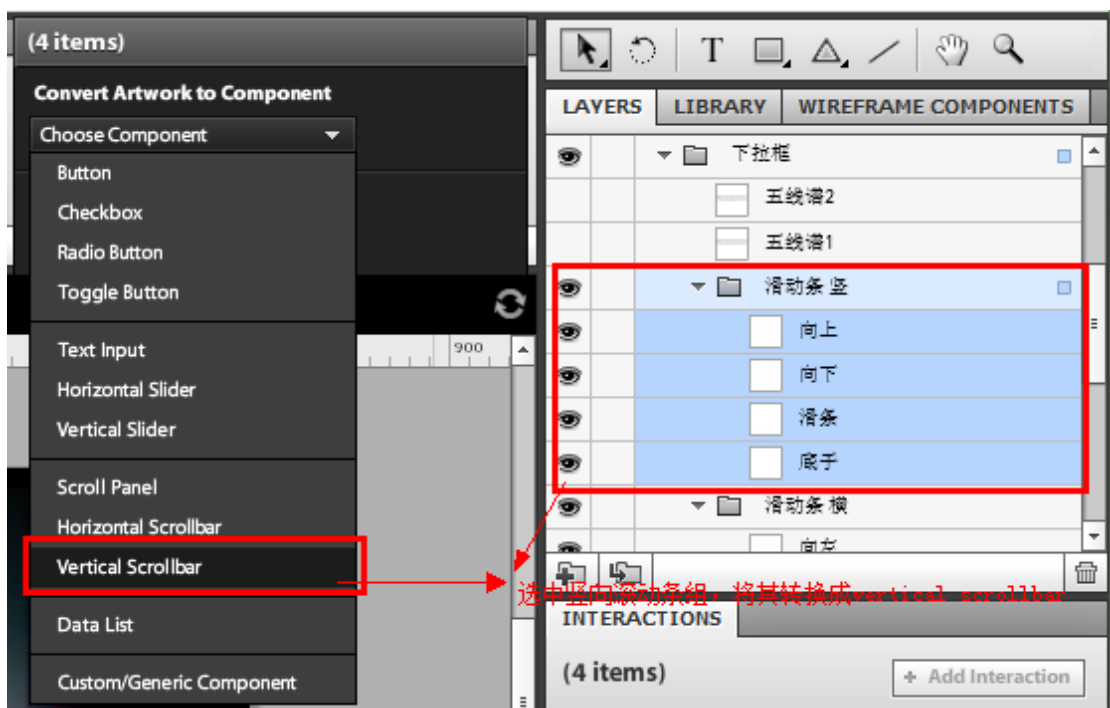 (4 items)
Convert Artwork to Component
Choose Component
Button
Checkbox
Radio Button
Toggle Button
Text Input
Horizontal Slider
Vertical Slider
Scroll Panel
Horizontal Scrollbar
Vertical Scrollbar
Data List
Custom/Generic Component
900
T
LAYERS
LIBRARY
WIREFRAME COMPONENTS
下拉框
五线谱2
五线谱1
滑动条 竖
向上
向下
滑条
底子
滑动条 横
向左
选中竖向滚动条组，将其转换成vertical scrollbar
INTERACTIONS
(4 items)
+ Add Interaction